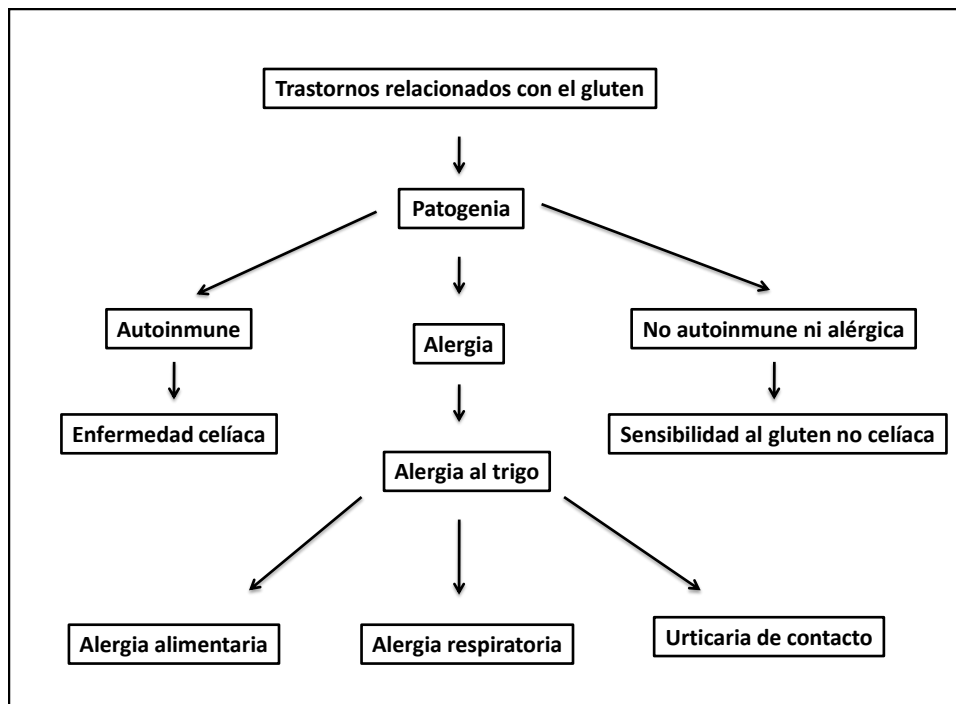 Trastornos relacionados con el gluten
Patogenia
Autoinmune
Alergia
No autoinmune ni alérgica
Enfermedad celíaca
Sensibilidad al gluten no celíaca
Alergia al trigo
Alergia alimentaria
Alergia respiratoria
Urticaria de contacto